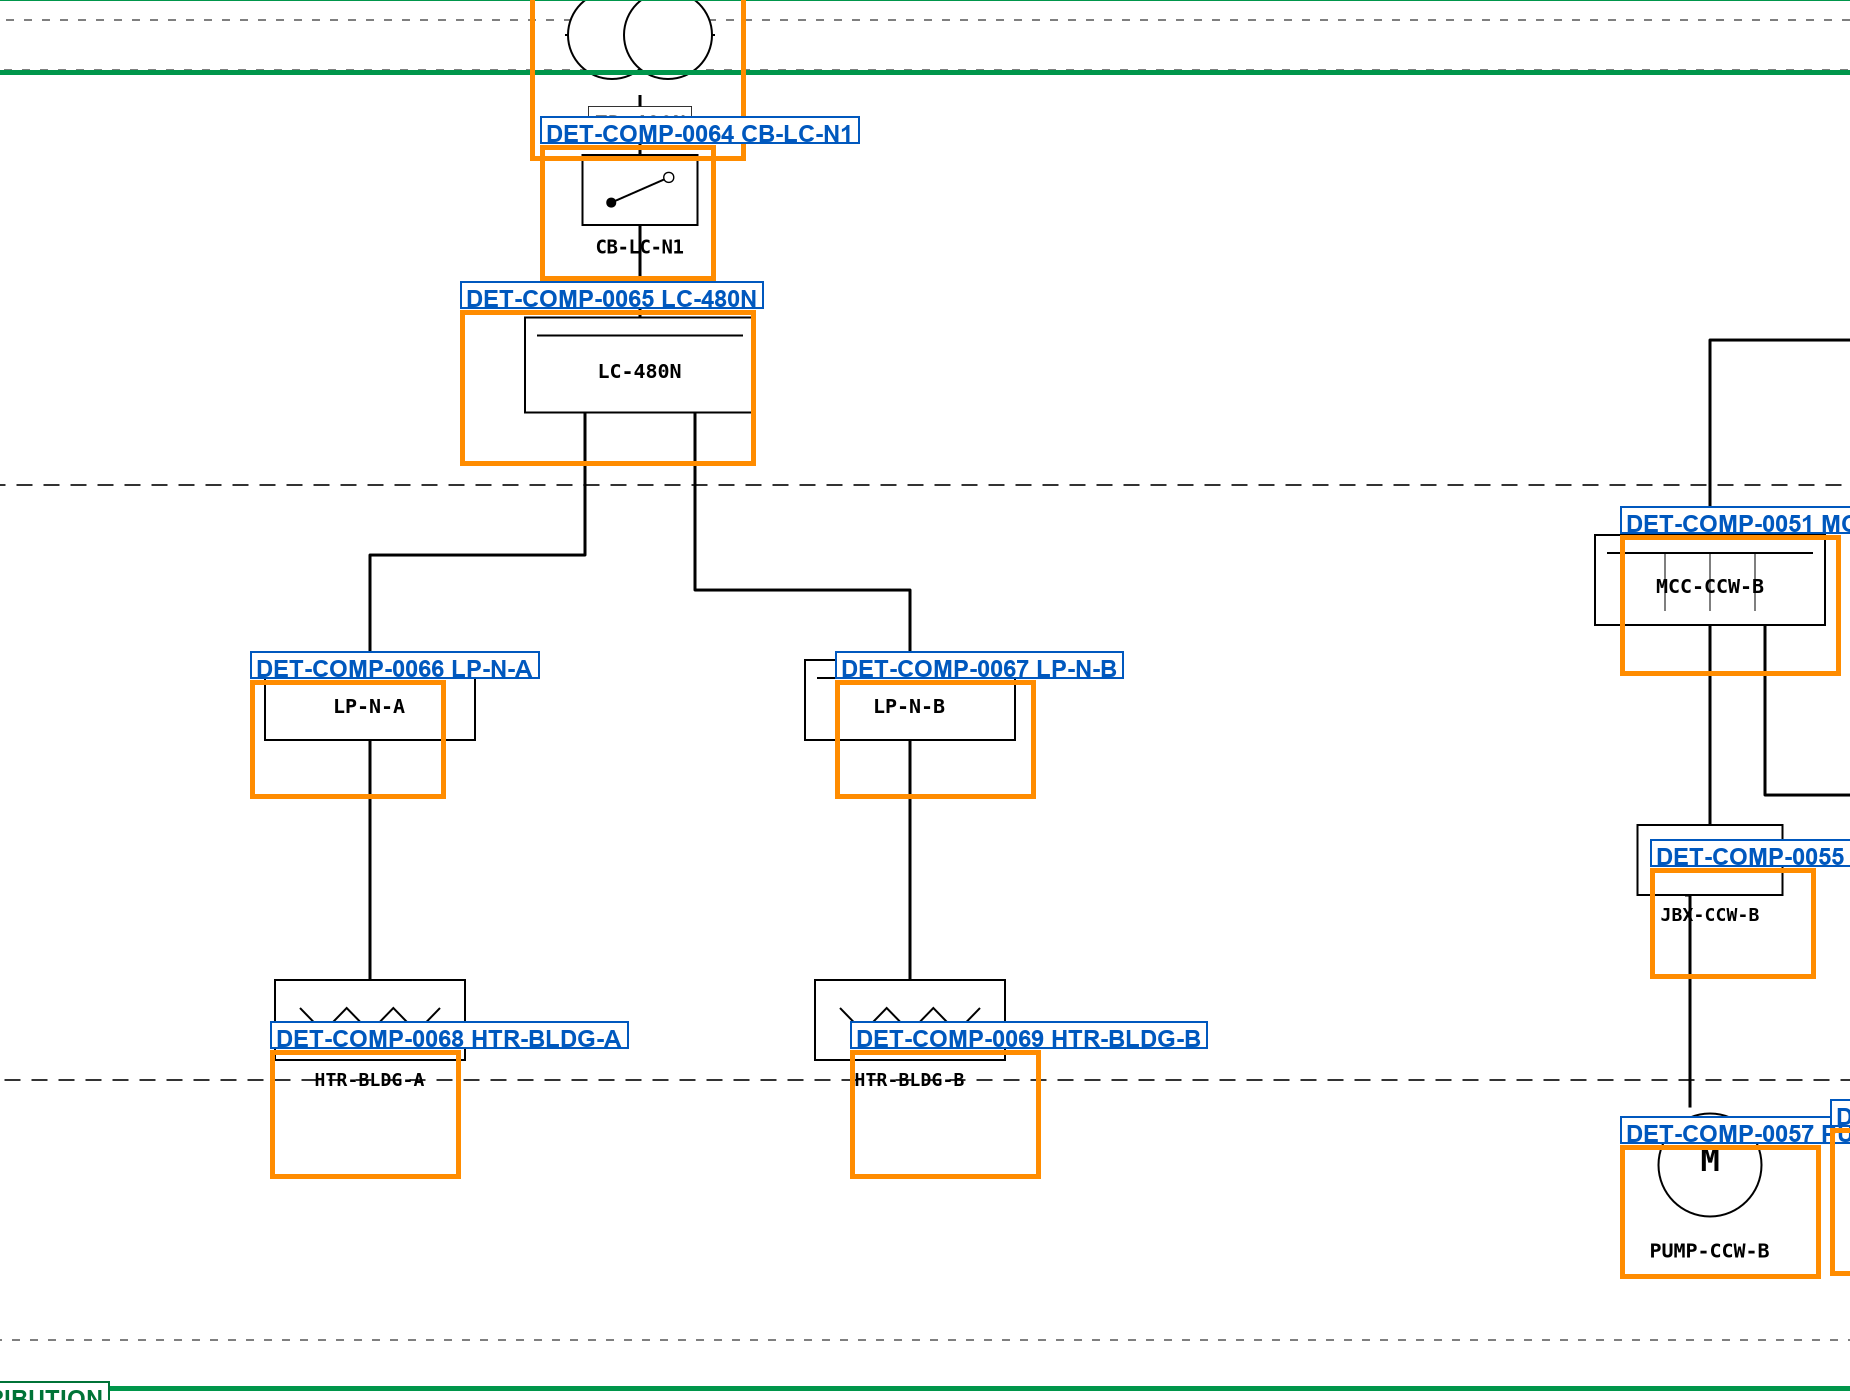 DET-COMP-0064 CB-LC-N1
CB-LC-N1
DET-COMP-0065 LC-480N
LC-480N
DET-COMP-0051
MCC-CCW-B
DET-COMP-0066 LP-N-A
LP-N-A
DET-COMP-0067 LP-N-B
LP-N-B
DET-COMP-0055
JBX-CCW-B
DET-COMP-0068 HTR-BLDG-A
HTR-BLDG-A
DET-COMP-0069 HTR-BLDG-B
HTR-BLDG-B
DET-COMP-0057
M
PUMP-CCW-B